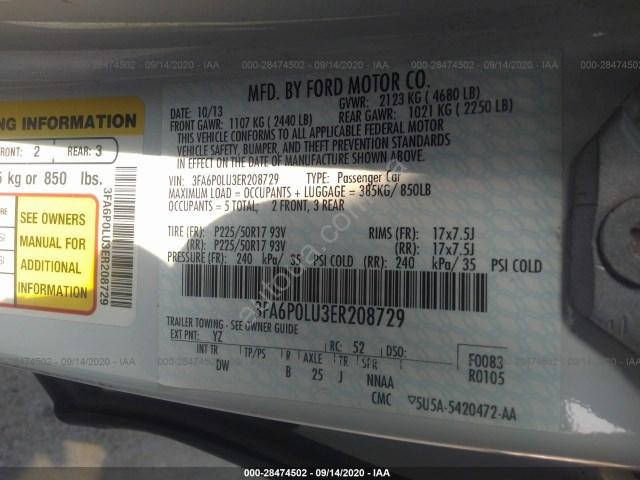 000-28474502 - 09/14/2020 - IAA
NG INFORMATION
FRONT: 2 REAR: 3
5 kg or 850 lbs.
SEE OWNERS
MANUAL FOR
ADDITIONAL
INFORMATION
3FA6P0LU3ER208729
MFD. BY FORD MOTOR CO.
DATE: 10/13 GVWR: 2123 KG ( 4680 LB)
FRONT GAWR: 1107 KG ( 2440 LB) REAR GAWR: 1021 KG ( 2250 LB)
THIS VEHICLE CONFORMS TO ALL APPLICABLE FEDERAL MOTOR
VEHICLE SAFETY, BUMPER, AND THEFT PREVENTION STANDARDS
IN EFFECT ON THE DATE OF MANUFACTURE SHOWN ABOVE.
VIN: 3FA6P0LU3ER208729 TYPE: Passenger Car
MAXIMUM LOAD = OCCUPANTS + LUGGAGE = 385KG/ 850LB
OCCUPANTS = 5 TOTAL; 2 FRONT, 3 REAR
TIRE (FR): P225/50R17 93V RIMS (FR): 17x7.5J
(RR): P225/50R17 93V (RR): 17x7.5J
PRESSURE (FR): 240 kPa/ 35 PSI COLD (RR): 240 kPa/ 35 PSI COLD
3FA6P0LU3ER208729
TRAILER TOWING - SEE OWNER GUIDE
EXT PNT: YZ RC: 52 DSO: F0083
INT TR TP/PS R AXLE TR SPR R0105
DW B 25 J NNAA
CMC ▽5U5A-5420472-AA
000-28474502 - 09/14/2020 - IAA